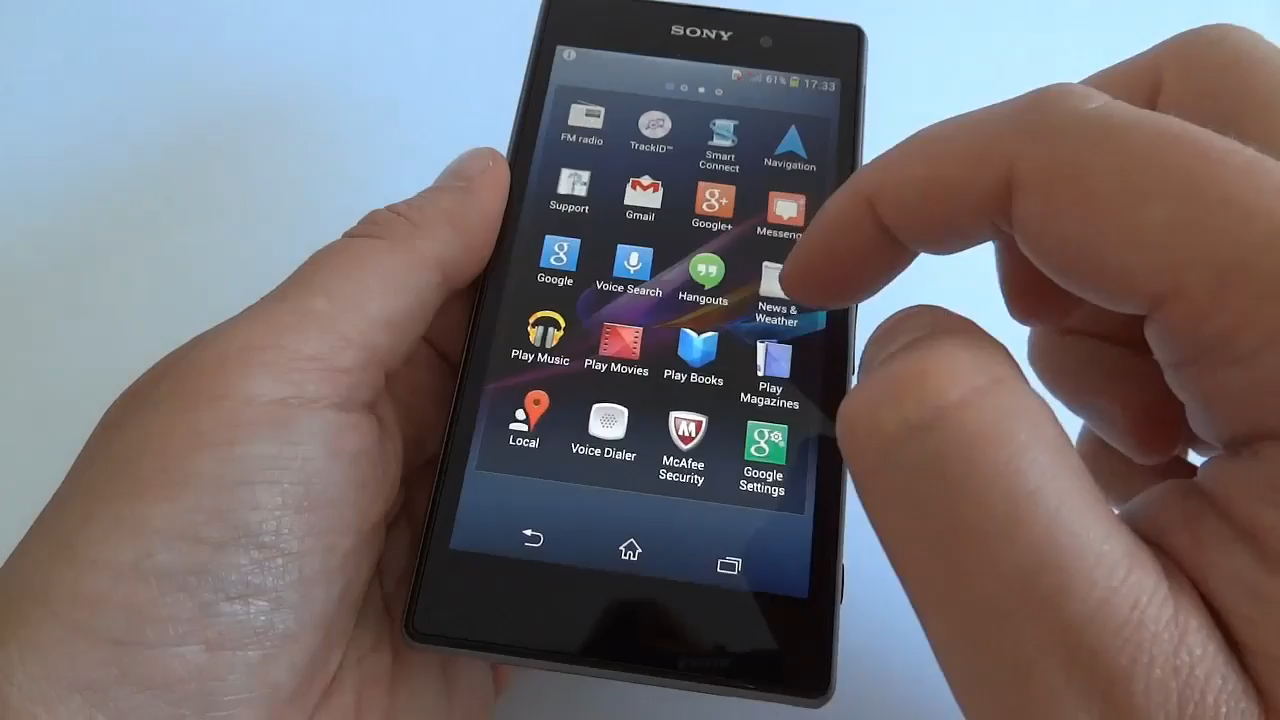 SONY
61% 17:33
FM radio
TrackID™
Smart
Connect
Navigation
Support
Gmail
Google+
Messeng
Google
Voice Search
Hangouts
News &
Weather
Play Music
Play Movies
Play Books
Play
Magazines
Local
Voice Dialer
McAfee
Security
Google
Settings